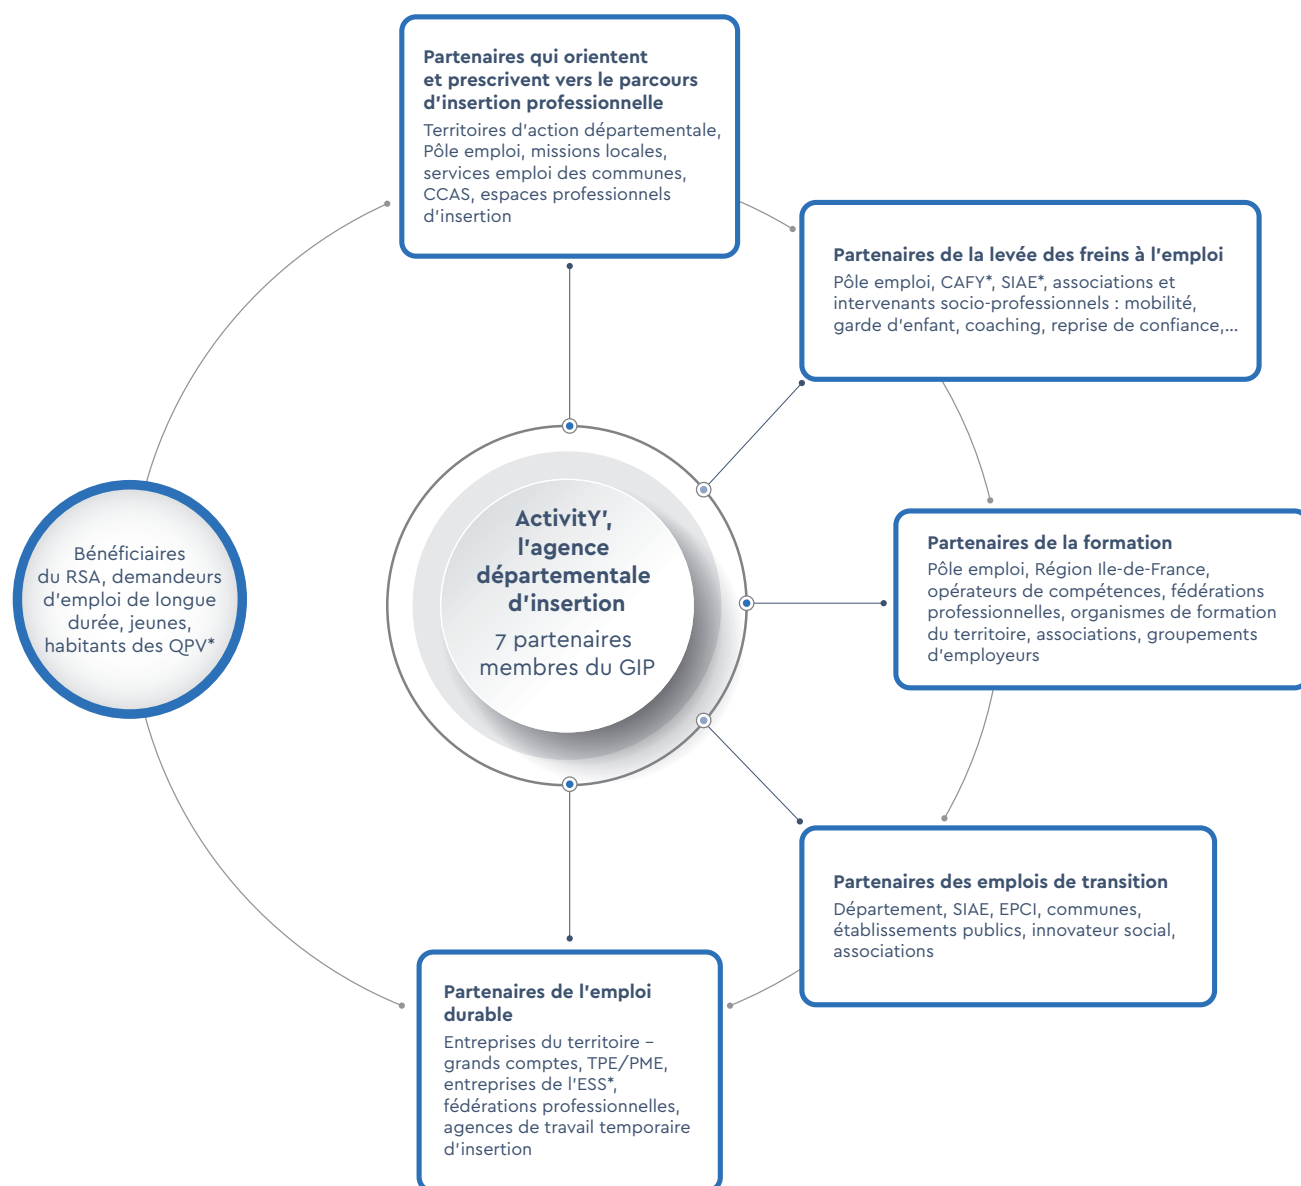 Partenaires qui orientent
et prescrivent vers le parcours
d'insertion professionnelle
Territoires d'action départementale,
Pôle emploi, missions locales,
services emploi des communes,
CCAS, espaces professionnels
d'insertion
Partenaires de la levée des freins à l'emploi
Pôle emploi, CAFY*, SIAE*, associations et
intervenants socio-professionnels : mobilité,
garde d'enfant, coaching, reprise de confiance,...
Bénéficiaires
du RSA, demandeurs
d'emploi de longue
durée, jeunes,
habitants des QPV*
ActivitY',
l'agence
départementale
d'insertion
7 partenaires
membres du GIP
Partenaires de la formation
Pôle emploi, Région Ile-de-France,
opérateurs de compétences, fédérations
professionnelles, organismes de formation
du territoire, associations, groupements
d'employeurs
Partenaires des emplois de transition
Département, SIAE, EPCI, communes,
établissements publics, innovateur social,
associations
Partenaires de l'emploi
durable
Entreprises du territoire –
grands comptes, TPE/PME,
entreprises de l'ESS*,
fédérations professionnelles,
agences de travail temporaire
d'insertion